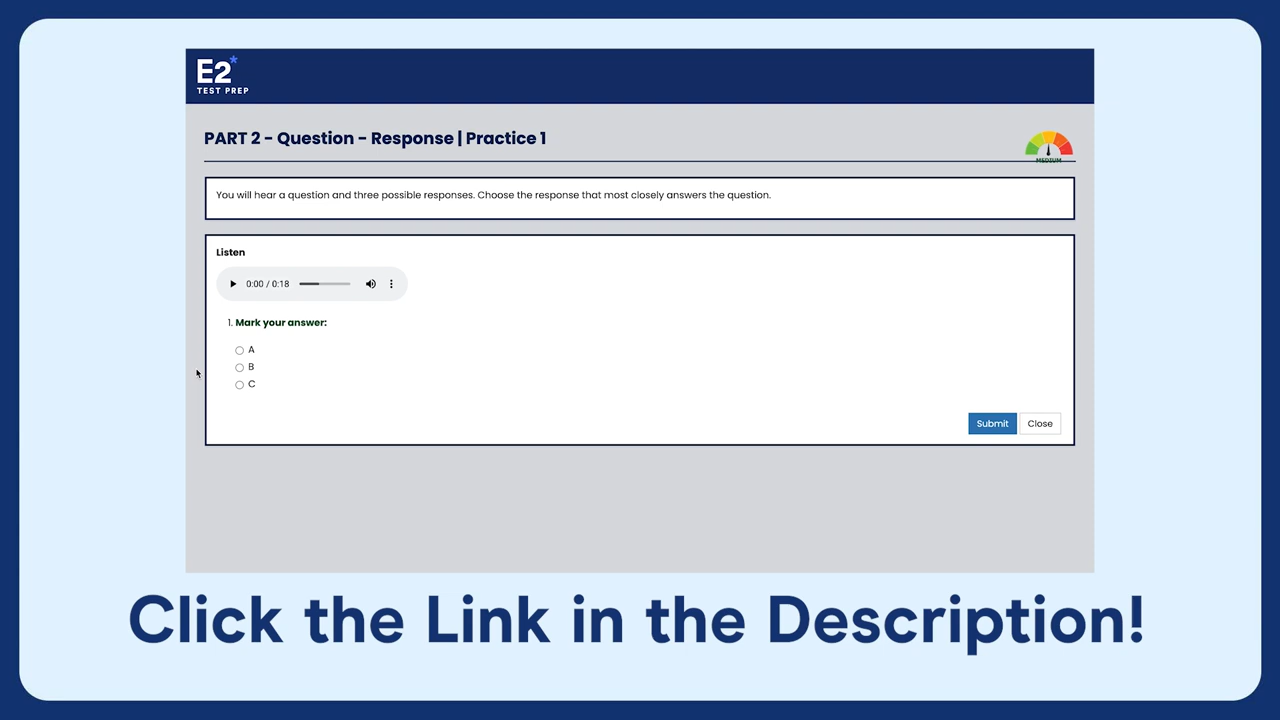 E2*
TEST PREP
PART 2 - Question - Response | Practice 1
MEDIUM
You will hear a question and three possible responses. Choose the response that most closely answers the question.
Listen
0:00 / 0:18
1. Mark your answer:
A
B
C
Submit Close
Click the Link in the Description!